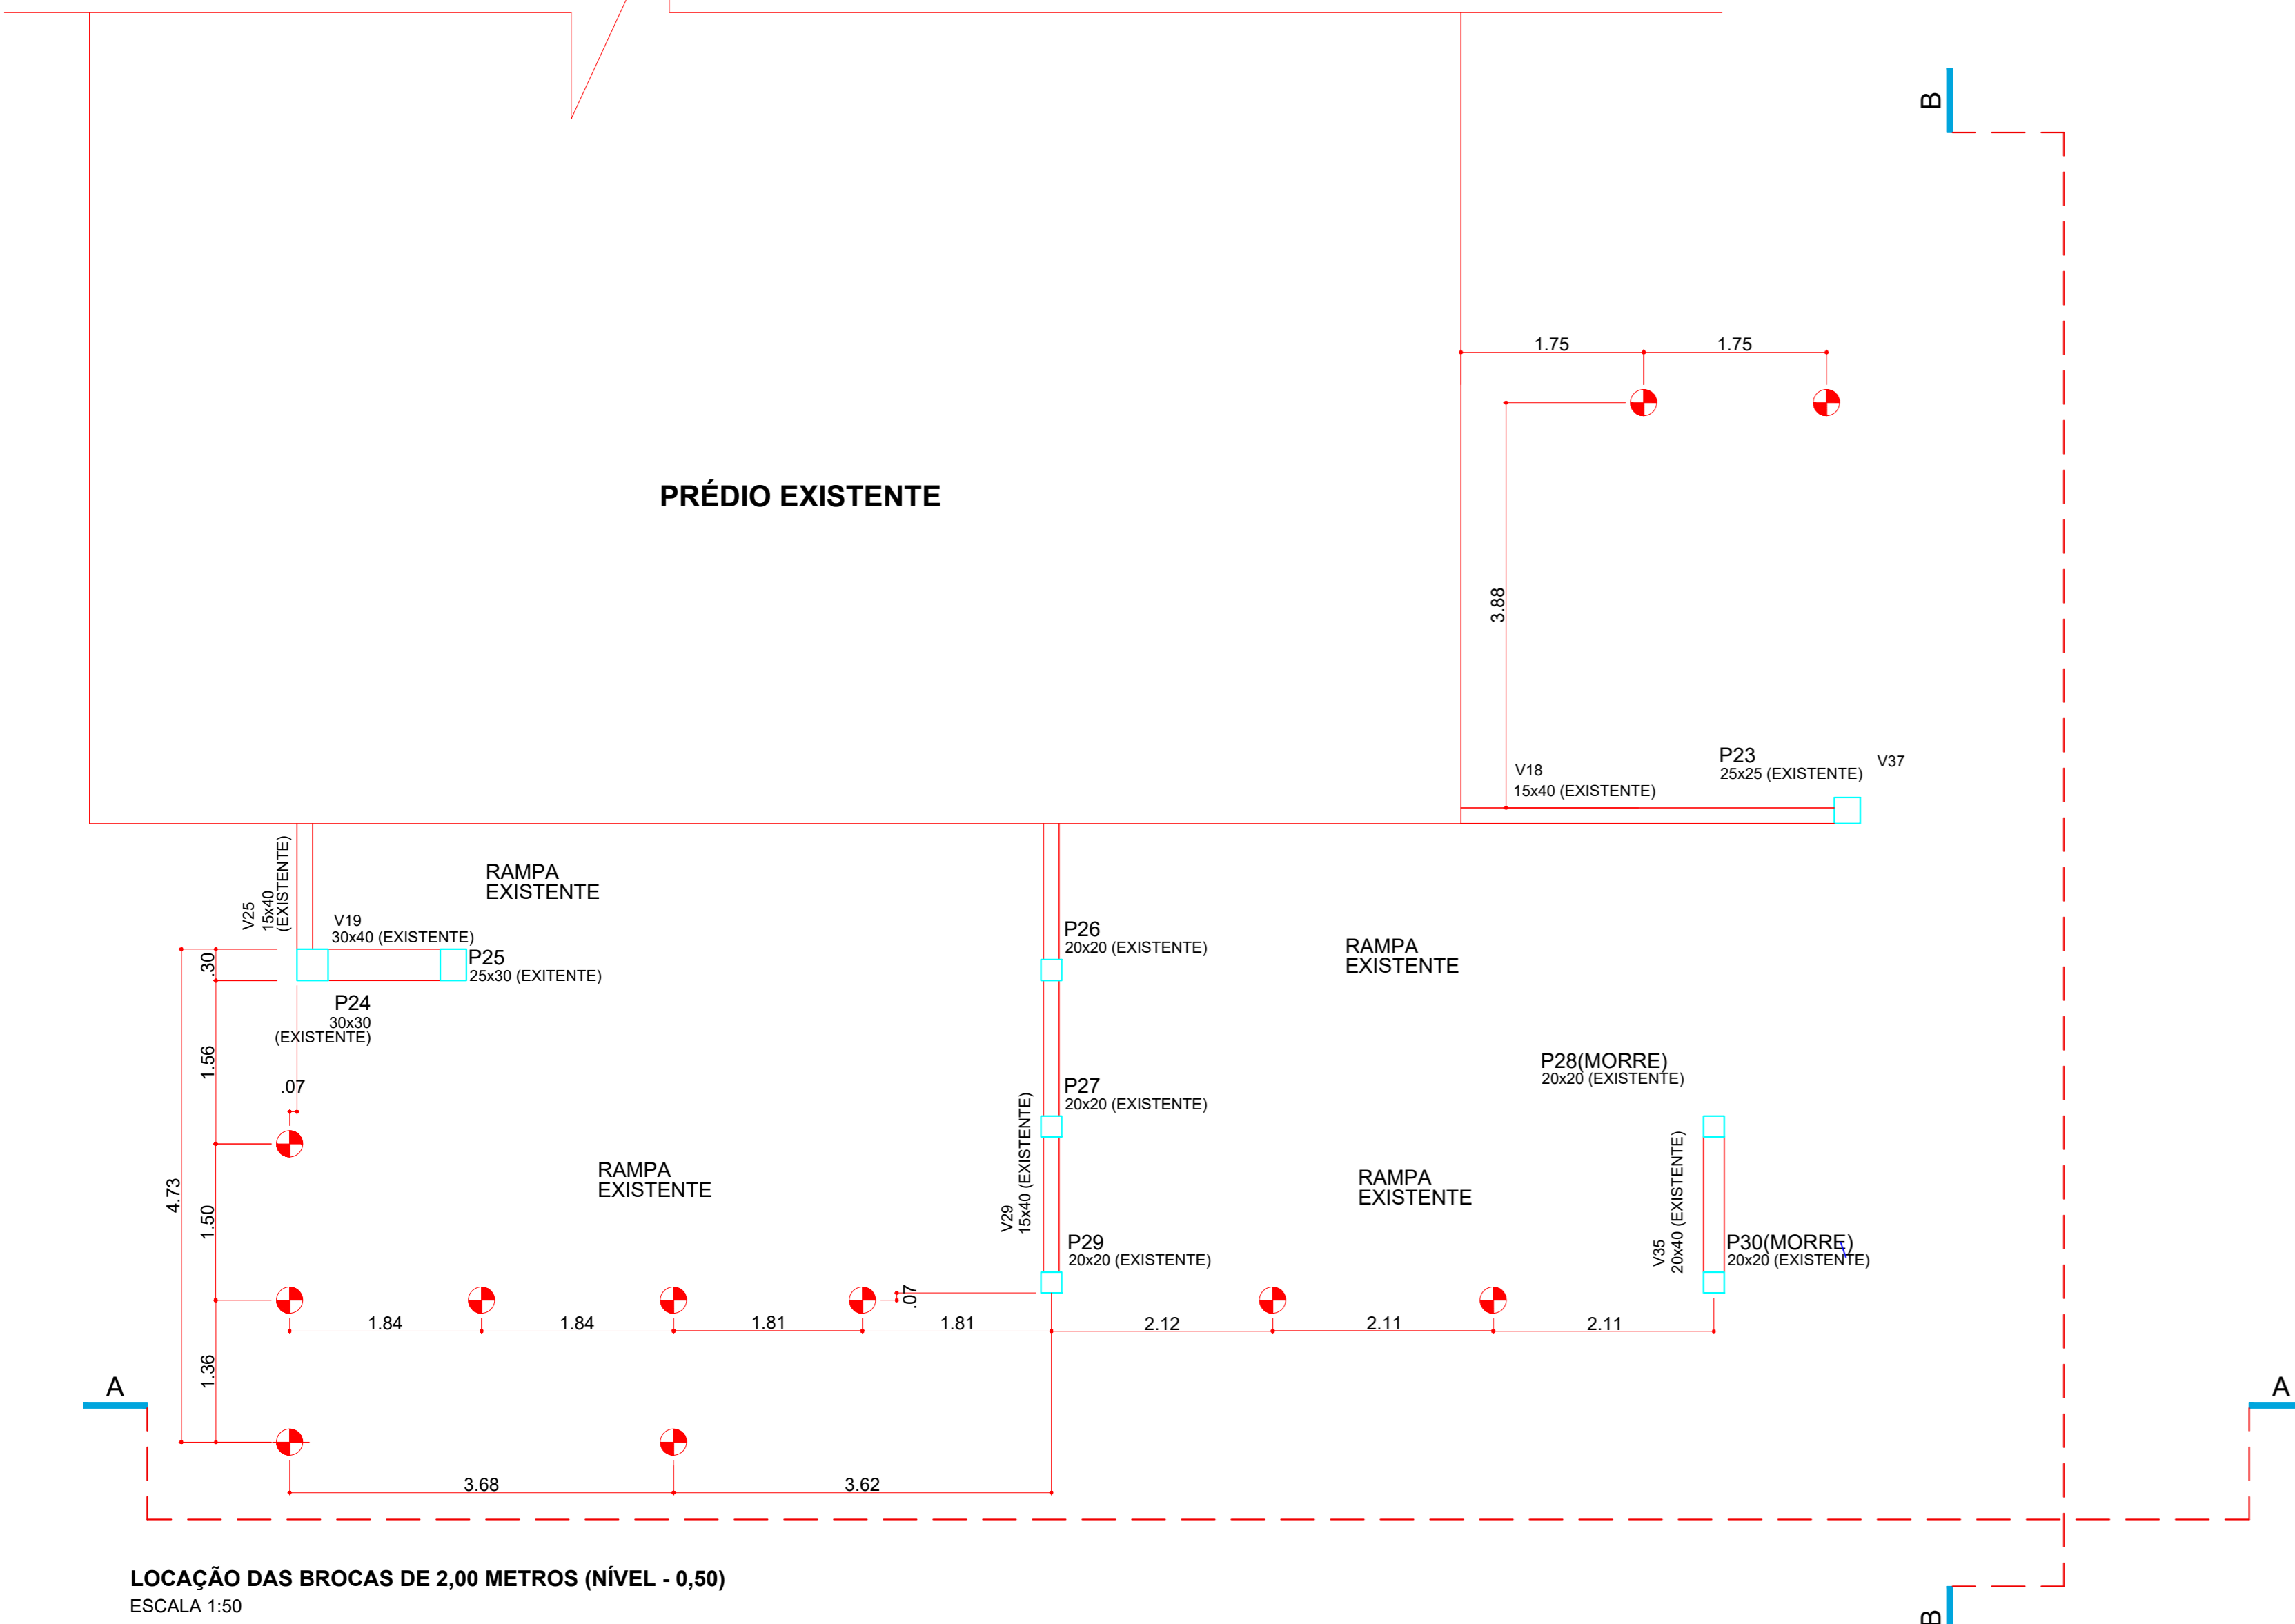 B
1.75
1.75
PRÉDIO EXISTENTE
3.88
P23
25x25 (EXISTENTE)
V37
V18
15x40 (EXISTENTE)
V25
15x40
(EXISTENTE)
RAMPA
EXISTENTE
V19
30x40 (EXISTENTE)
P25
25x30 (EXITENTE)
P26
20x20 (EXISTENTE)
RAMPA
EXISTENTE
.30
P24
30x30
(EXISTENTE)
1.56
.07
P27
20x20 (EXISTENTE)
P28(MORRE)
20x20 (EXISTENTE)
4.73
1.50
RAMPA
EXISTENTE
V29
15x40 (EXISTENTE)
RAMPA
EXISTENTE
V35
20x40 (EXISTENTE)
P29
20x20 (EXISTENTE)
P30(MORRE)
20x20 (EXISTENTE)
.07
1.84
1.84
1.81
1.81
2.12
2.11
2.11
1.36
A
A
3.68
3.62
LOCAÇÃO DAS BROCAS DE 2,00 METROS (NÍVEL - 0,50)
ESCALA 1:50
B